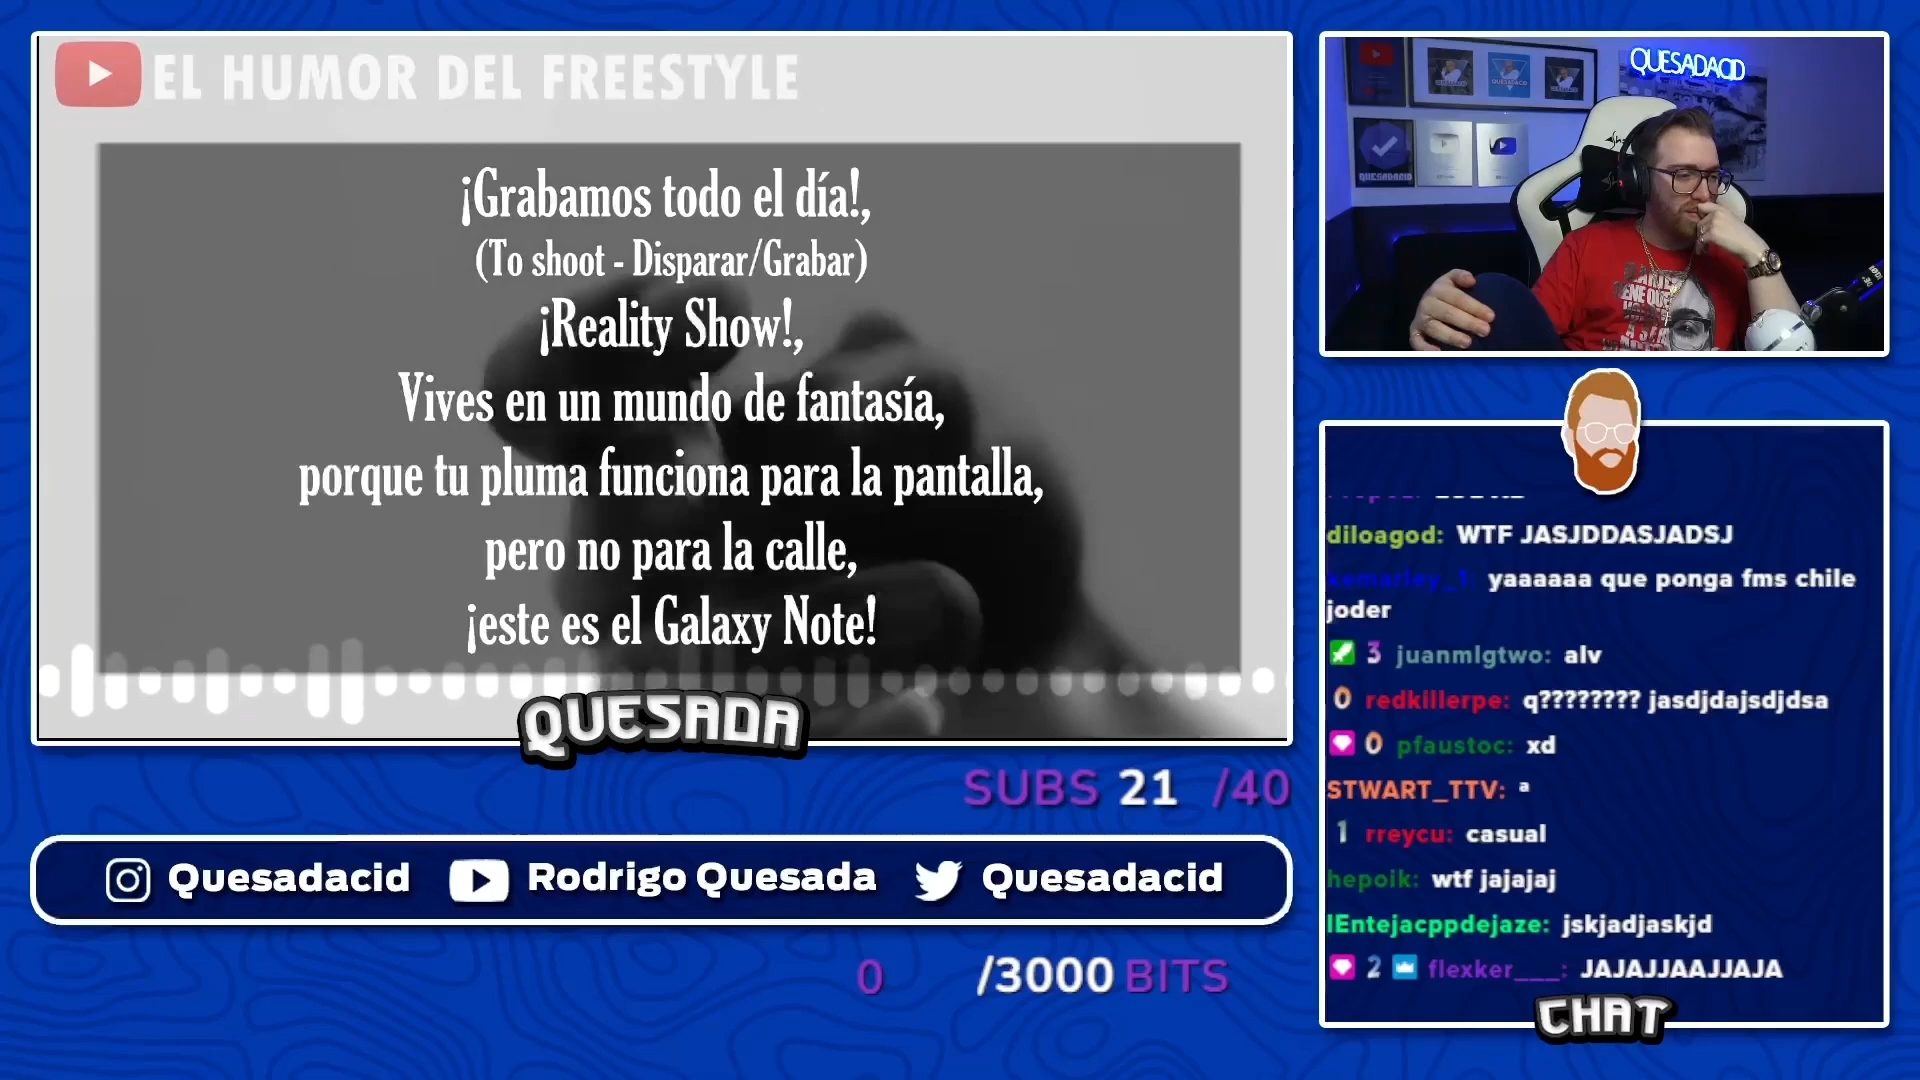 EL HUMOR DEL FREESTYLE
¡Grabamos todo el día!,
(To shoot - Disparar/Grabar)
¡Reality Show!,
Vives en un mundo de fantasía,
porque tu pluma funciona para la pantalla,
pero no para la calle,
¡este es el Galaxy Note!
QUESADA
SUBS 21 /40
Quesadacid Rodrigo Quesada Quesadacid
0 /3000 BITS
QUESADACID
QUESADACID
diloagod: WTF JASJDDASJADSJ
kemarley_1: yaaaaaa que ponga fms chile
joder
3 juanmlgtwo: alv
0 redkillerpe: q???????? jasdjdajsdjdsa
0 pfaustoc: xd
STWART_TTV: ª
1 rreycu: casual
hepoik: wtf jajajaj
lEntejacppdejaze: jskjadjaskjd
2 flexker___: JAJAJJAAJJAJA
CHAT